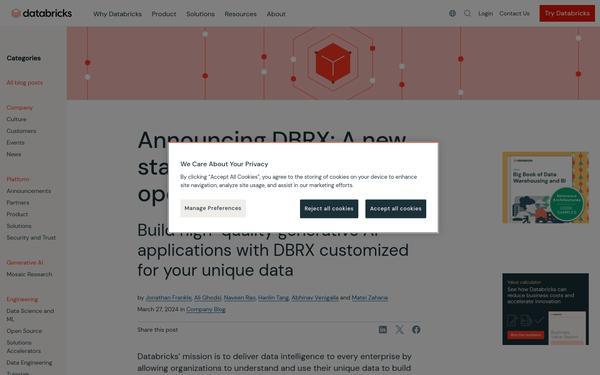 databricks
Why Databricks
Product
Solutions
Resources
About
Login
Contact Us
Try Databricks
Categories
All blog posts
Company
Culture
Customers
Events
News
Platform
Announcements
Partners
Product
Solutions
Security and Trust
Generative AI
Mosaic Research
Engineering
Data Science and
ML
Open Source
Solutions
Accelerators
Data Engineering
Tutorials
Announcing DBRX: A new
sta
ope
Build high-quality generative AI
applications with DBRX customized
for your unique data
by Jonathan Frankle, Ali Ghodsi, Naveen Rao, Hanlin Tang, Abhinav Venigalla and Matei Zaharia
March 27, 2024 in Company Blog
Share this post
Databricks' mission is to deliver data intelligence to every enterprise by
allowing organizations to understand and use their unique data to build
We Care About Your Privacy
By clicking "Accept All Cookies", you agree to the storing of cookies on your device to enhance
site navigation, analyze site usage, and assist in our marketing efforts.
Manage Preferences
Reject all cookies
Accept all cookies
Big Book of Data
Warehousing and BI
CODE
SAMPLES
Value calculator
See how Databricks can
reduce business costs and
accelerate innovation
Business
Value Report